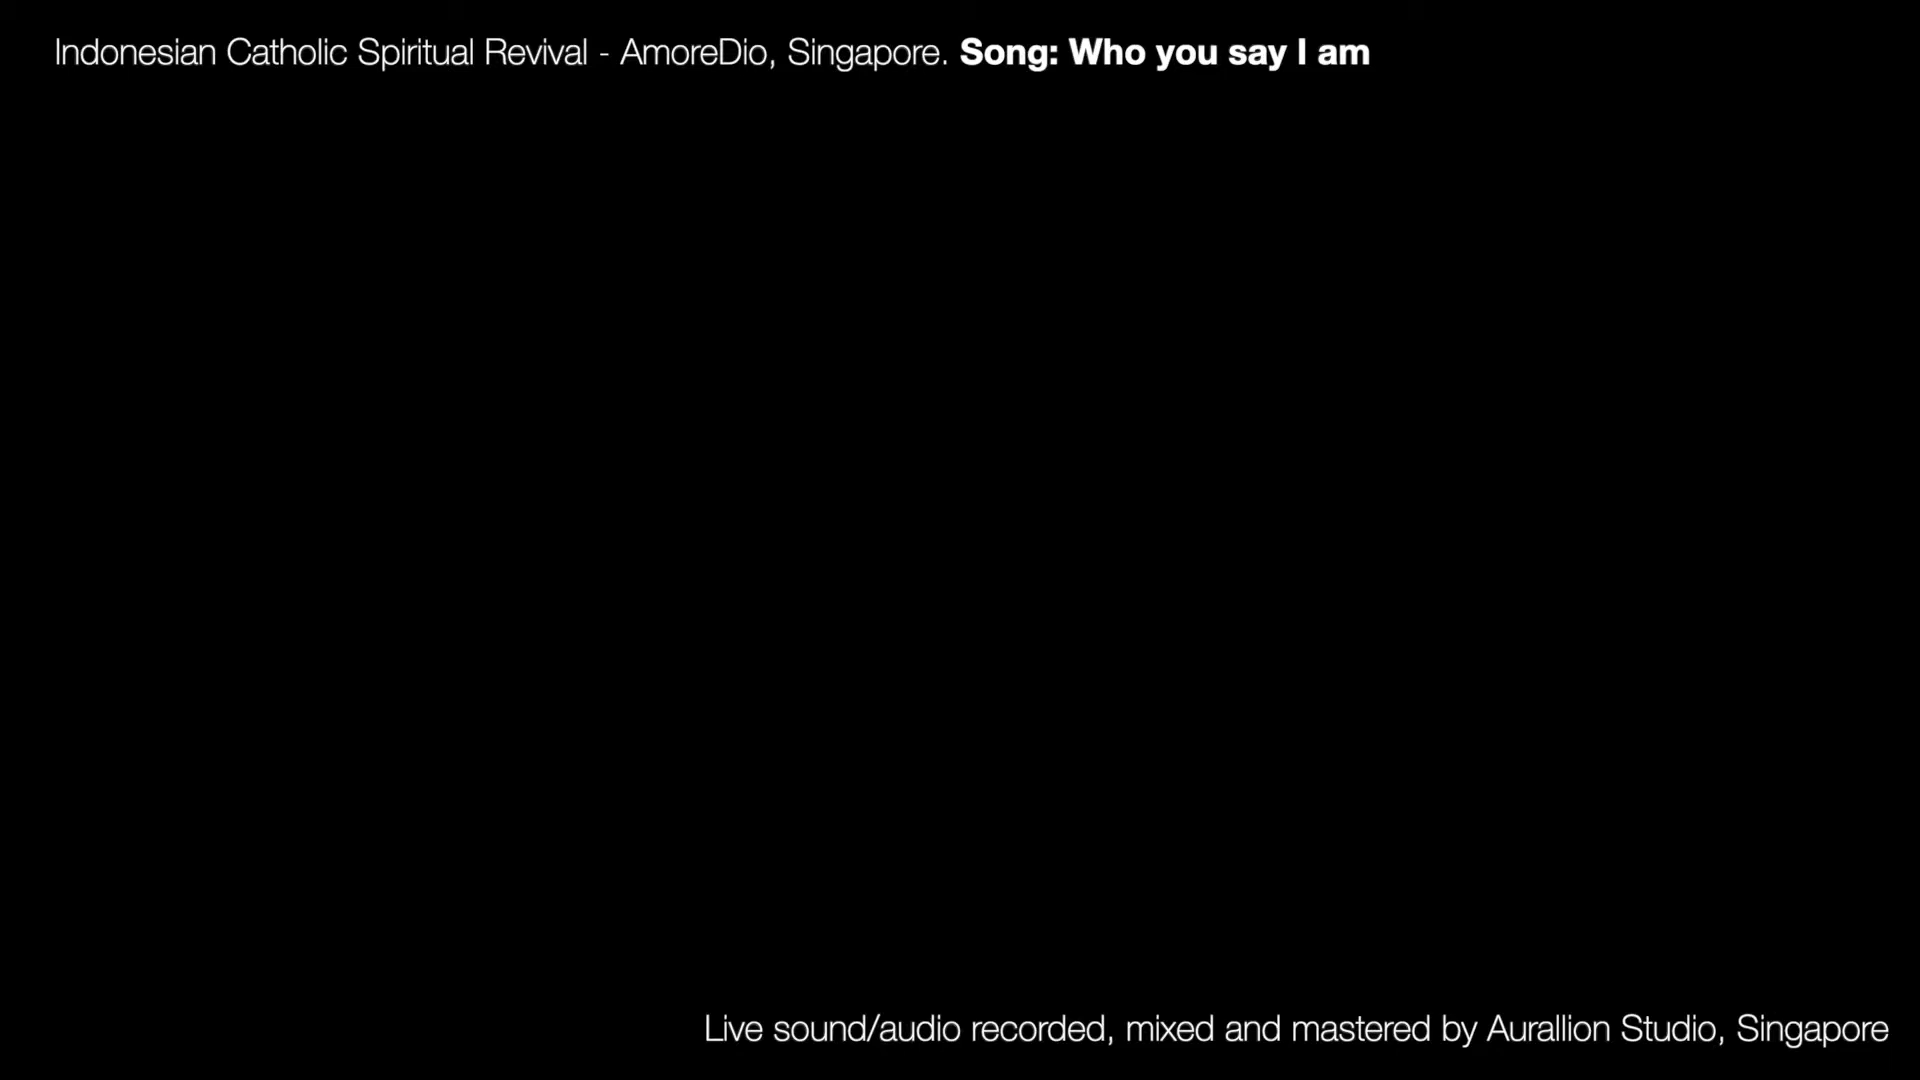 Indonesian Catholic Spiritual Revival - AmoreDio, Singapore. Song: Who you say I am
Live sound/audio recorded, mixed and mastered by Aurallion Studio, Singapore